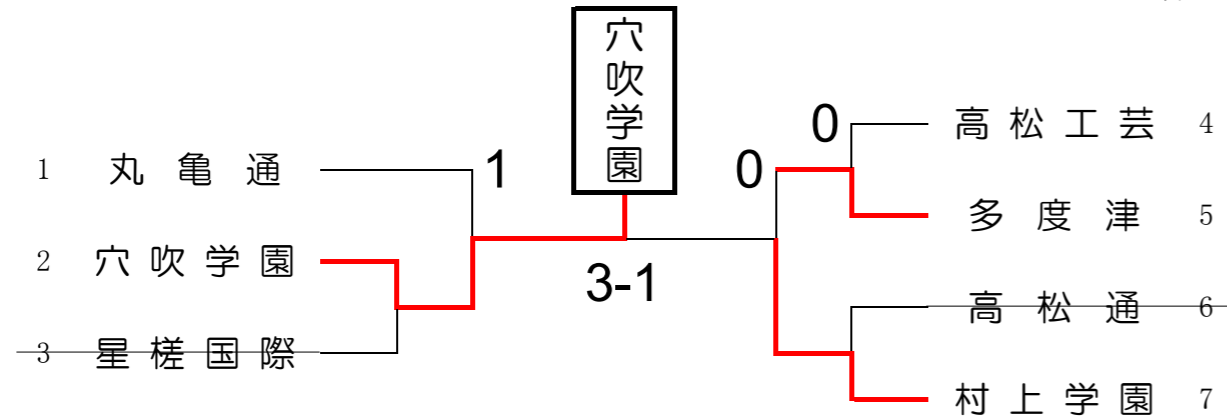 穴吹学園
1 丸亀通
1
2 穴吹学園
3 星槎国際
3-1
0
高松工芸 4
0
多度津 5
高松通 6
村上学園 7